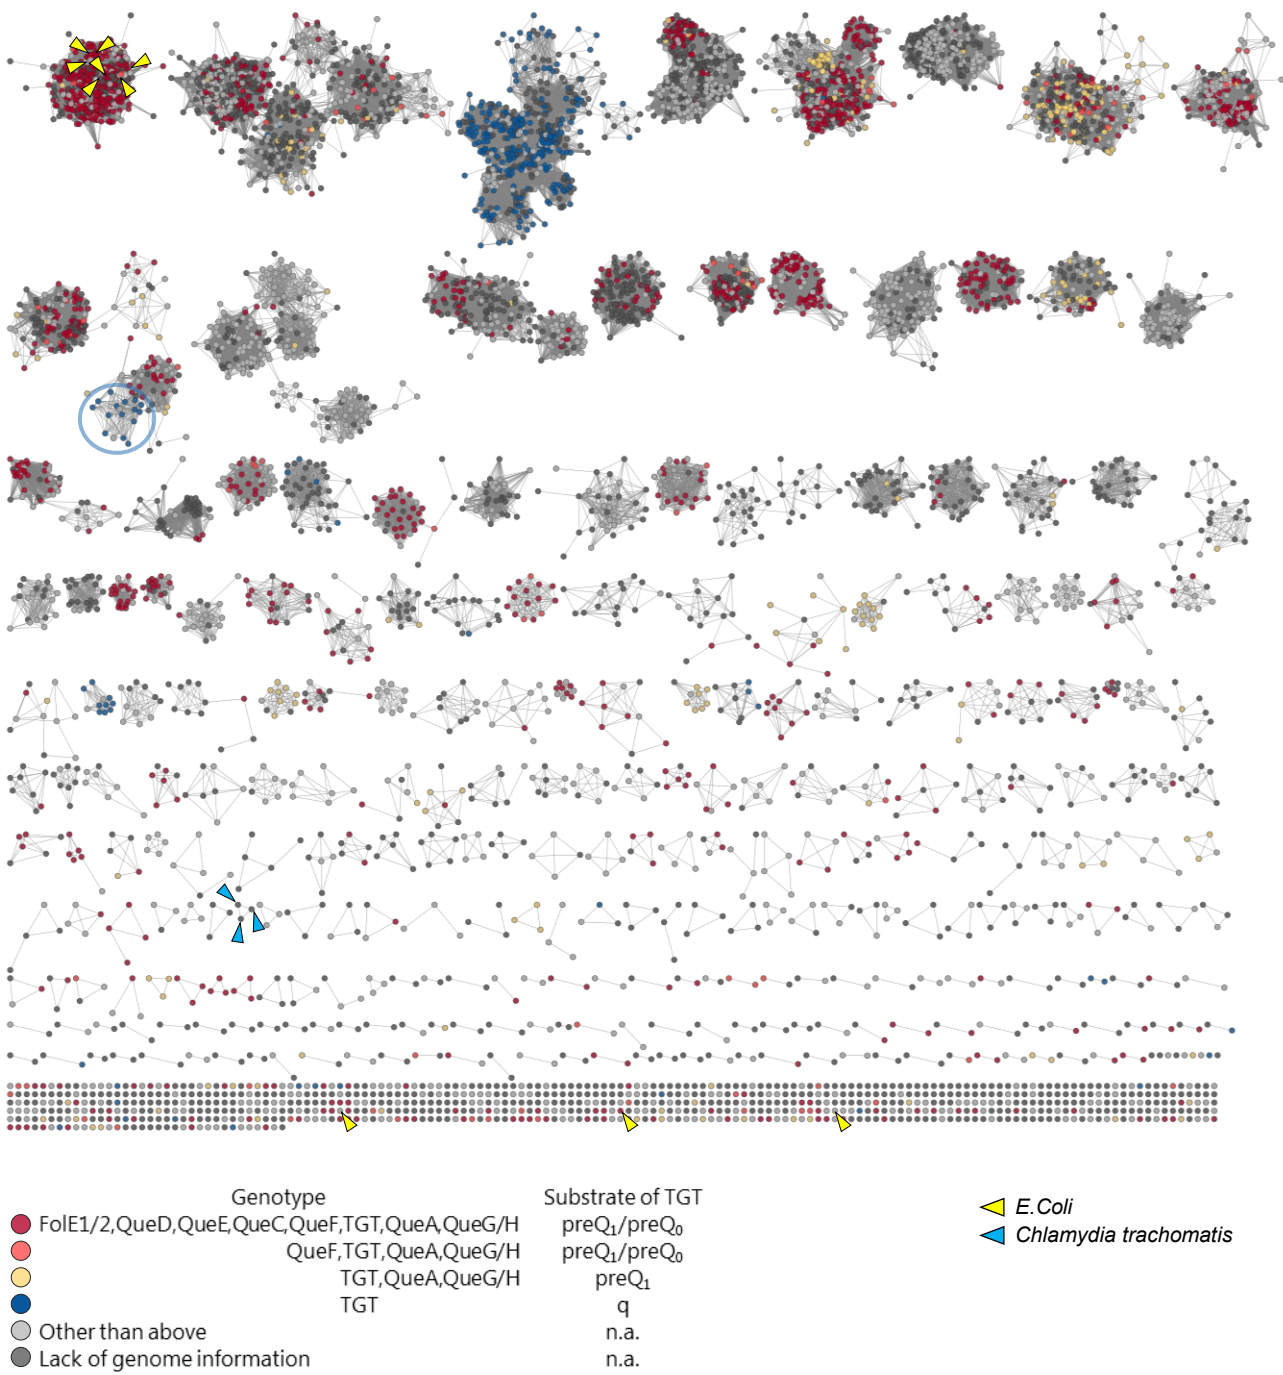 Genotype Substrate of TGT
FolE1/2,QueD,QueE,QueC,QueF,TGT,QueA,QueG/H preQ₁/preQ₀
QueF,TGT,QueA,QueG/H preQ₁/preQ₀
TGT,QueA,QueG/H preQ₁
TGT q
Other than above n.a.
Lack of genome information n.a.
E.Coli
Chlamydia trachomatis